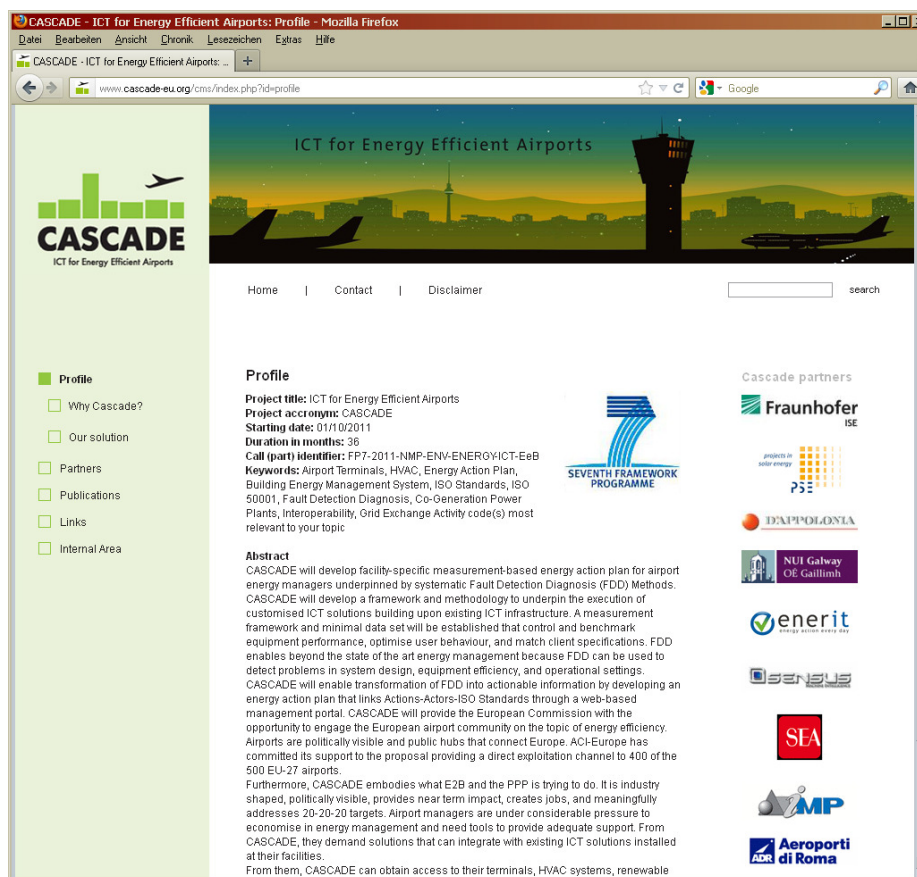 CASCADE - ICT for Energy Efficient Airports: Profile - Mozilla Firefox
Datei Bearbeiten Ansicht Chronik Lesezeichen Extras Hilfe
CASCADE - ICT for Energy Efficient Airports: ...
www.cascade-eu.org/cms/index.php?id=profile
Google
ICT for Energy Efficient Airports
CASCADE
ICT for Energy Efficient Airports
Home | Contact | Disclaimer
search
Profile
Why Cascade?
Our solution
Partners
Publications
Links
Internal Area
Profile
Project title: ICT for Energy Efficient Airports
Project accronym: CASCADE
Starting date: 01/10/2011
Duration in months: 36
Call (part) identifier: FP7-2011-NMP-ENV-ENERGY-ICT-EeB
Keywords: Airport Terminals, HVAC, Energy Action Plan,
Building Energy Management System, ISO Standards, ISO
50001, Fault Detection Diagnosis, Co-Generation Power
Plants, Interoperability, Grid Exchange Activity code(s) most
relevant to your topic
SEVENTH FRAMEWORK
PROGRAMME
Abstract
CASCADE will develop facility-specific measurement-based energy action plan for airport
energy managers underpinned by systematic Fault Detection Diagnosis (FDD) Methods.
CASCADE will develop a framework and methodology to underpin the execution of
customised ICT solutions building upon existing ICT infrastructure. A measurement
framework and minimal data set will be established that control and benchmark
equipment performance, optimise user behaviour, and match client specifications. FDD
enables beyond the state of the art energy management because FDD can be used to
detect problems in system design, equipment efficiency, and operational settings.
CASCADE will enable transformation of FDD into actionable information by developing an
energy action plan that links Actions-Actors-ISO Standards through a web-based
management portal. CASCADE will provide the European Commission with the
opportunity to engage the European airport community on the topic of energy efficiency.
Airports are politically visible and public hubs that connect Europe. ACI-Europe has
committed its support to the proposal providing a direct exploitation channel to 400 of the
500 EU-27 airports.
Furthermore, CASCADE embodies what E2B and the PPP is trying to do. It is industry
shaped, politically visible, provides near term impact, creates jobs, and meaningfully
addresses 20-20-20 targets. Airport managers are under considerable pressure to
economise in energy management and need tools to provide adequate support. From
CASCADE, they demand solutions that can integrate with existing ICT solutions installed
at their facilities.
From them, CASCADE can obtain access to their terminals, HVAC systems, renewable
Cascade partners
Fraunhofer
ISE
projects in
solar energy
PSE
D'APPOLONIA
NUI Galway
OÉ Gaillimh
enerit
energy action every day
SENSUS
SEA
IMP
ADR Aeroporti
di Roma